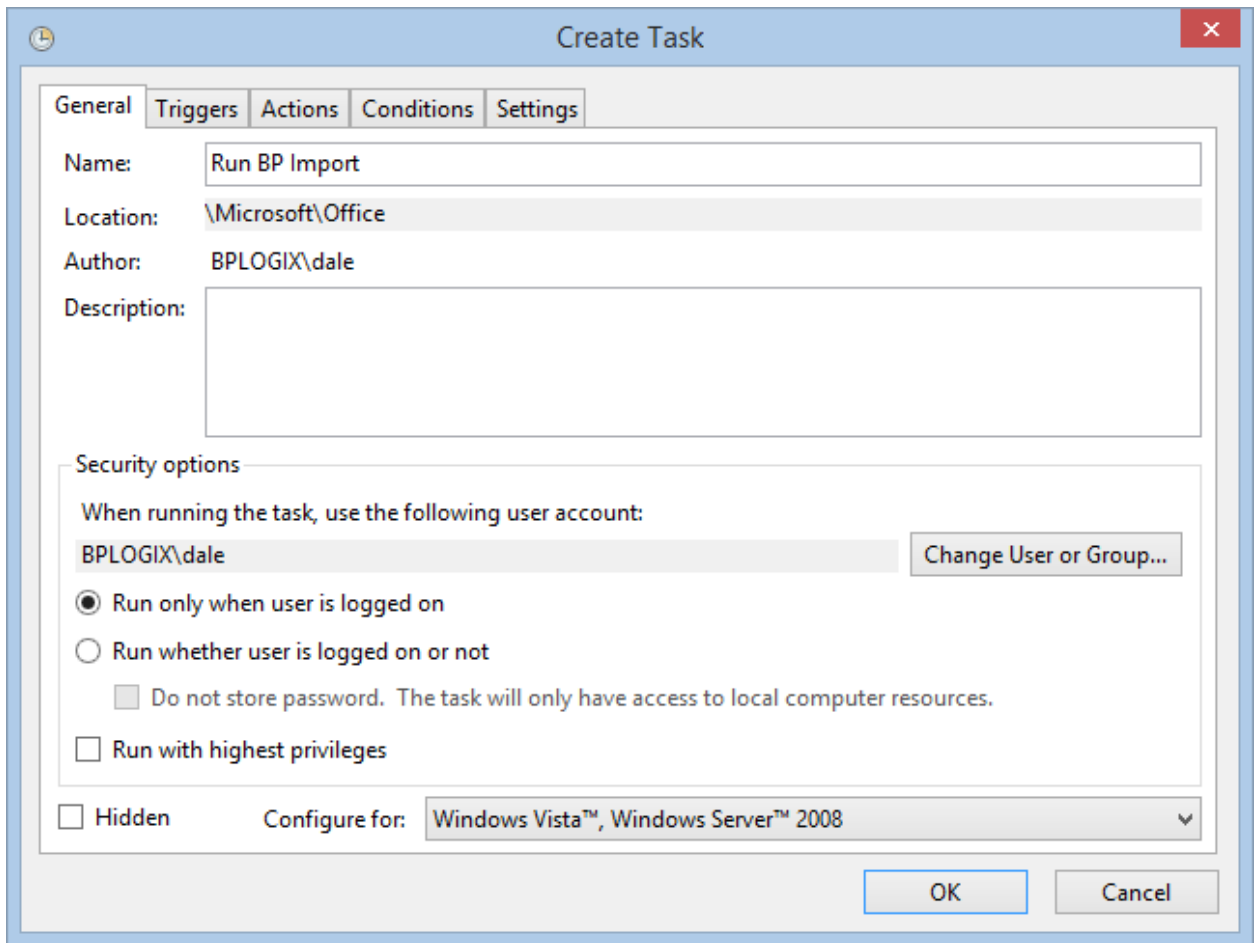 Create Task
General Triggers Actions Conditions Settings
Name: Run BP Import
Location: \Microsoft\Office
Author: BPLOGIX\dale
Description:
Security options
When running the task, use the following user account:
BPLOGIX\dale Change User or Group...
Run only when user is logged on
Run whether user is logged on or not
Do not store password. The task will only have access to local computer resources.
Run with highest privileges
Hidden Configure for: Windows Vista™, Windows Server™ 2008
OK Cancel